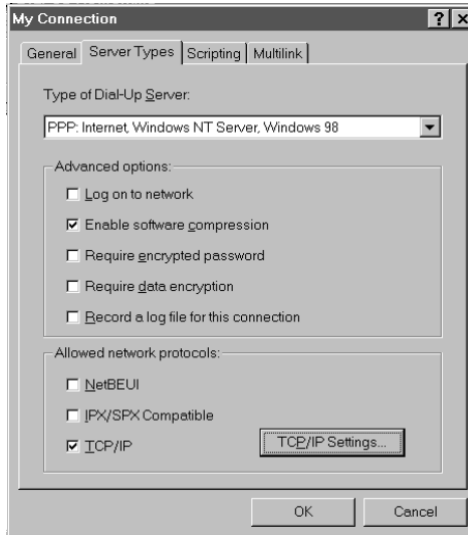 My Connection
General Server Types Scripting Multilink
Type of Dial-Up Server:
PPP: Internet, Windows NT Server, Windows 98
Advanced options:
Log on to network
Enable software compression
Require encrypted password
Require data encryption
Record a log file for this connection
Allowed network protocols:
NetBEUI
IPX/SPX Compatible
TCP/IP TCP/IP Settings...
OK Cancel